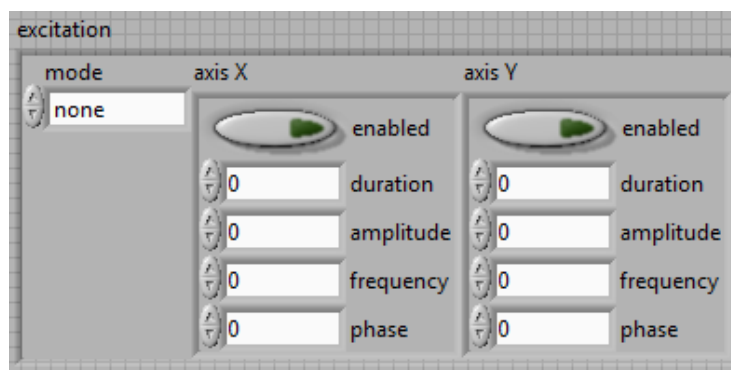 excitation
mode
none
axis X
enabled
0 duration
0 amplitude
0 frequency
0 phase
axis Y
enabled
0 duration
0 amplitude
0 frequency
0 phase